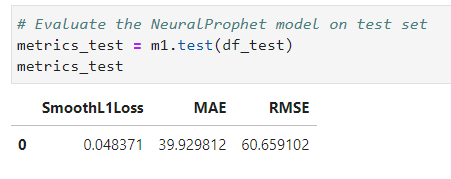 # Evaluate the NeuralProphet model on test set
metrics_test = m1.test(df_test)
metrics_test
SmoothL1Loss MAE RMSE
0 0.048371 39.929812 60.659102